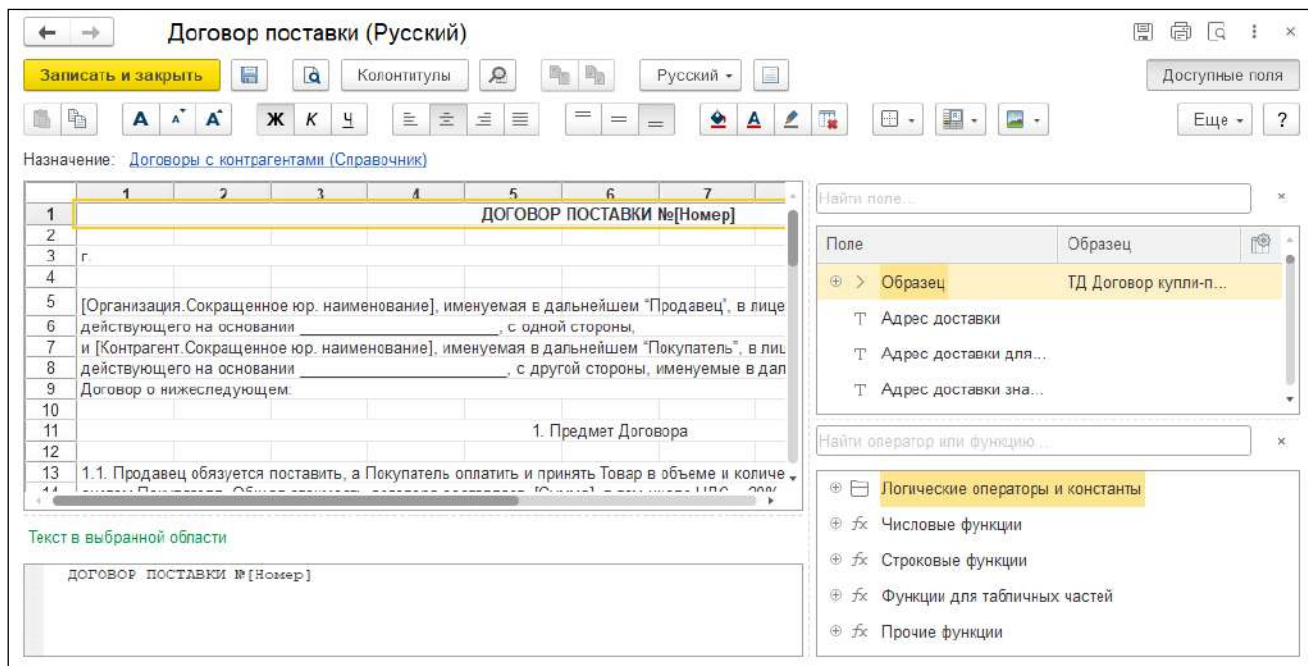 Договор поставки (Русский)
Записать и закрыть
Колонтитулы
Русский
Доступные поля
А А А Ж К Ч
А
Еще ?
Назначение: Договоры с контрагентами (Справочник)
1 2 3 4 5 6 7
1 ДОГОВОР ПОСТАВКИ №[Номер]
2
3 г.
4
5 [Организация.Сокращенное юр. наименование], именуемая в дальнейшем “Продавец”, в лице
6 действующего на основании ____________________, с одной стороны,
7 и [Контрагент.Сокращенное юр. наименование], именуемая в дальнейшем “Покупатель”, в лиц
8 действующего на основании ____________________, с другой стороны, именуемые в дал
9 Договор о нижеследующем:
10
11 1. Предмет Договора
12
13 1.1. Продавец обязуется поставить, а Покупатель оплатить и принять Товар в объеме и количе
14
Текст в выбранной области
ДОГОВОР ПОСТАВКИ №[Номер]
Найти поле...
Поле Образец
Образец ТД Договор купли-п...
Адрес доставки
Адрес доставки для...
Адрес доставки зна...
Найти оператор или функцию...
Логические операторы и константы
Числовые функции
Строковые функции
Функции для табличных частей
Прочие функции